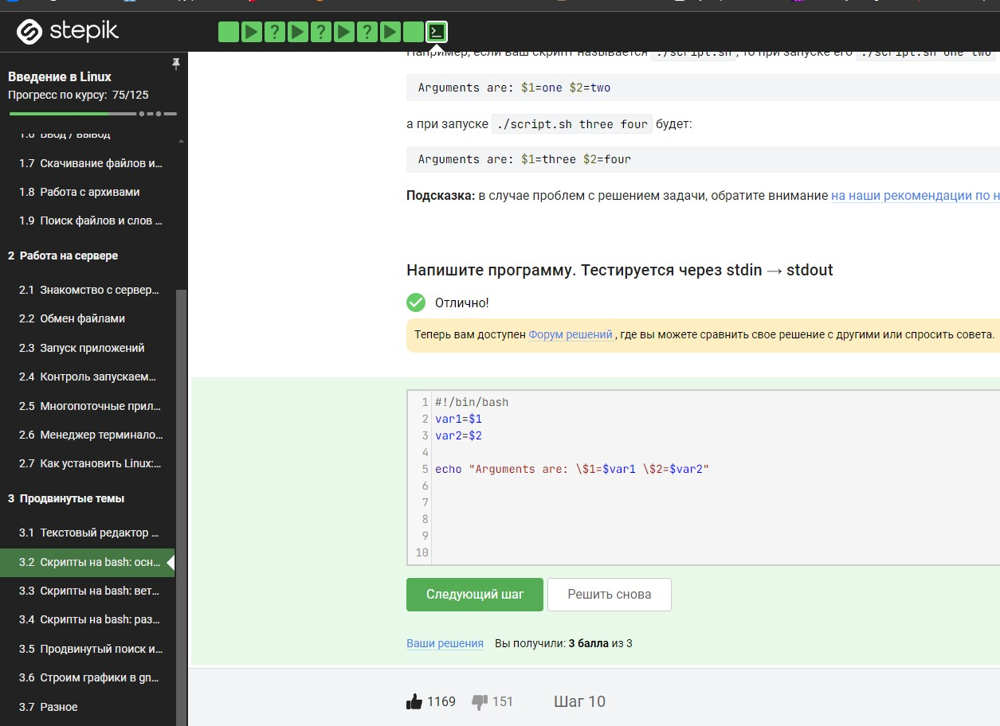 stepik
Введение в Linux
Прогресс по курсу: 75/125
1.6 Ввод / вывод
1.7 Скачивание файлов и...
1.8 Работа с архивами
1.9 Поиск файлов и слов ...
2 Работа на сервере
2.1 Знакомство с сервер...
2.2 Обмен файлами
2.3 Запуск приложений
2.4 Контроль запускаем...
2.5 Многопоточные прил...
2.6 Менеджер терминало...
2.7 Как установить Linux:...
3 Продвинутые темы
3.1 Текстовый редактор ...
3.2 Скрипты на bash: осн...
3.3 Скрипты на bash: вет...
3.4 Скрипты на bash: раз...
3.5 Продвинутый поиск и...
3.6 Строим графики в gn...
3.7 Разное
Например, если ваш скрипт называется ./script.sh, то при запуске его ./script.sh one two
Arguments are: $1=one $2=two
а при запуске ./script.sh three four будет:
Arguments are: $1=three $2=four
Подсказка: в случае проблем с решением задачи, обратите внимание на наши рекомендации по н
Напишите программу. Тестируется через stdin → stdout
Отлично!
Теперь вам доступен Форум решений , где вы можете сравнить свое решение с другими или спросить совета.
1 #!/bin/bash
2 var1=$1
3 var2=$2
4
5 echo "Arguments are: \$1=$var1 \$2=$var2"
6
7
8
9
10
Следующий шаг Решить снова
Ваши решения Вы получили: 3 балла из 3
1169 151 Шаг 10